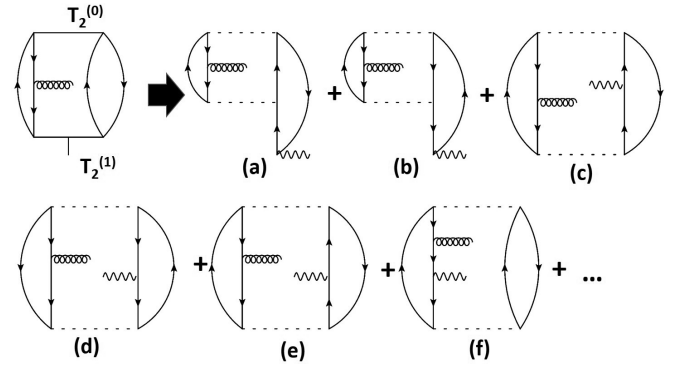 T₂⁽⁰⁾
T₂⁽¹⁾
+ + + ...
(a) (b) (c)
+ + + ...
(d) (e) (f)